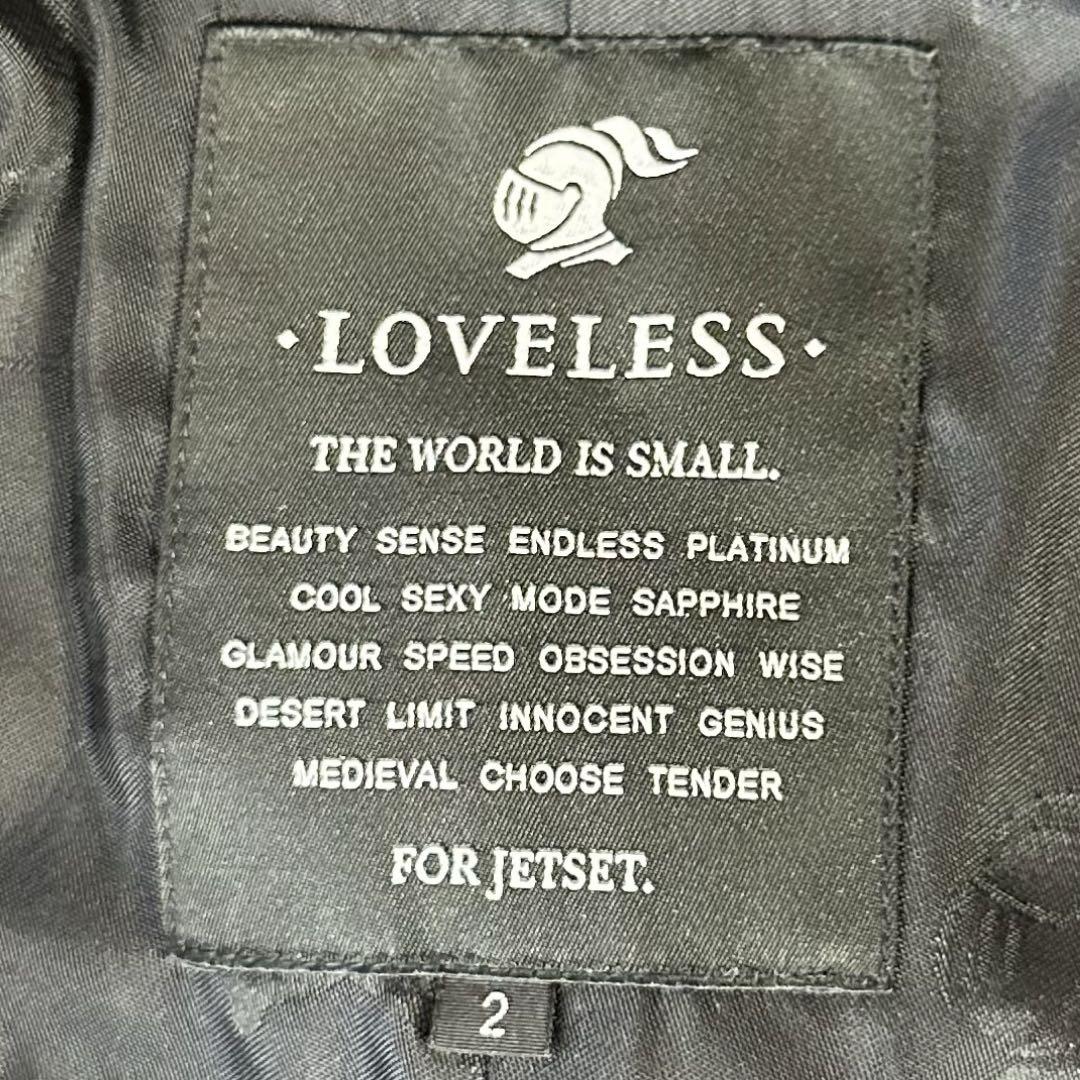 ·LOVELESS·
THE WORLD IS SMALL.
BEAUTY SENSE ENDLESS PLATINUM
COOL SEXY MODE SAPPHIRE
GLAMOUR SPEED OBSESSION WISE
DESERT LIMIT INNOCENT GENIUS
MEDIEVAL CHOOSE TENDER
FOR JETSET.
2